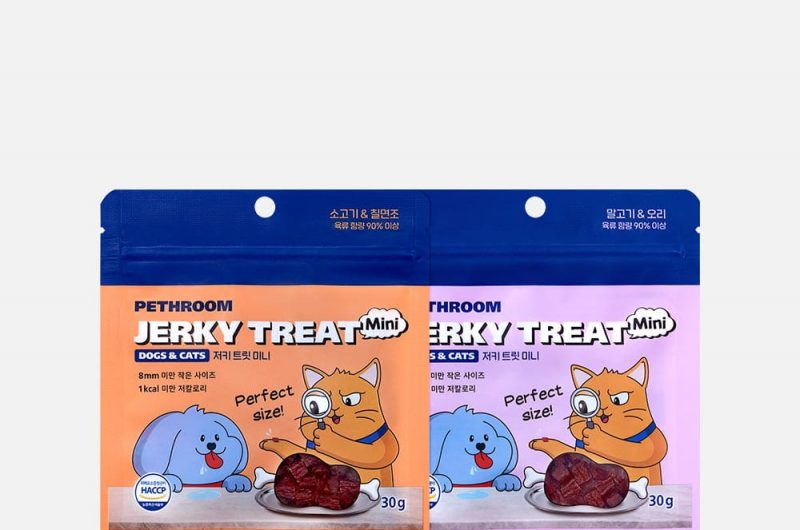 소고기 & 칠면조
육류 함량 90% 이상
PETHROOM
JERKY TREAT Mini
DOGS & CATS 저키 트릿 미니
8mm 미만 작은 사이즈
1kcal 미만 저칼로리
Perfect
size!
HACCP
30g
말고기 & 오리
육류 함량 90% 이상
THROOM
ERKY TREAT Mini
S & CATS 저키 트릿 미니
미만 작은 사이즈
미만 저칼로리
Perfect
size!
30g